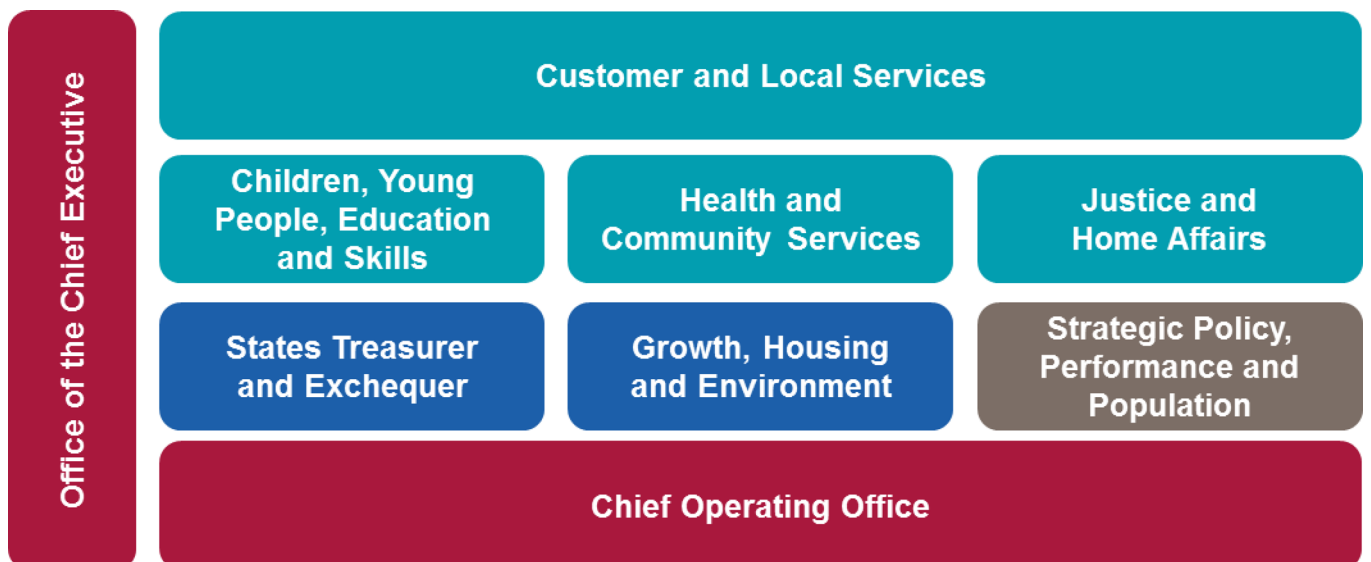 Office of the Chief Executive
Customer and Local Services
Children, Young
People, Education
and Skills
Health and
Community Services
Justice and
Home Affairs
States Treasurer
and Exchequer
Growth, Housing
and Environment
Strategic Policy,
Performance and
Population
Chief Operating Office